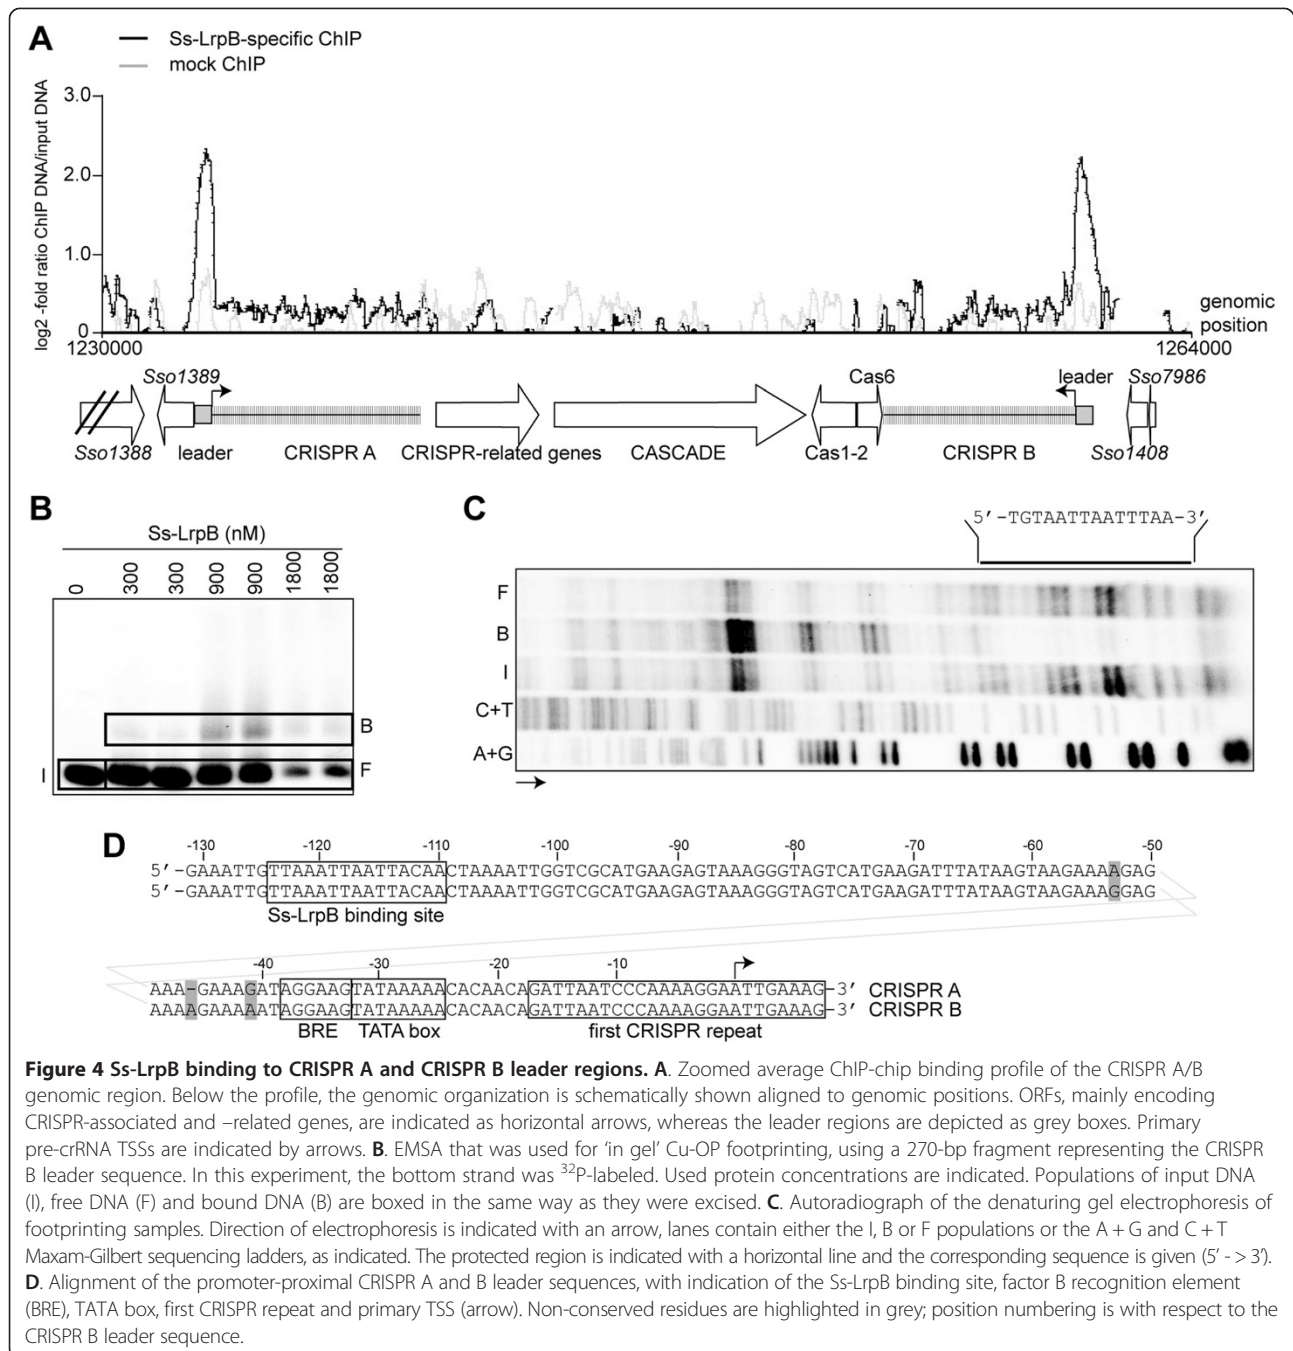 A
Ss-LrpB-specific ChIP
mock ChIP
log2 -fold ratio ChIP DNA/input DNA
3.0
2.0
1.0
0
1230000
1264000
genomic
position
Sso1389
Cas6
leader
Sso7986
Sso1388
leader
CRISPR A
CRISPR-related genes
CASCADE
Cas1-2
CRISPR B
Sso1408
B
Ss-LrpB (nM)
0 300 300 900 900 1800 1800
B
I
F
C
5’-TGTAATTAATTTAA-3’
F
B
I
C+T
A+G
D
-130 -120 -110 -100 -90 -80 -70 -60 -50
5’-GAAATTGTTAAATTAATTACAACTAAAATTGGTCGCATGAAGAGTAAAGGGTAGTCATGAAGATTTATAAGTAAGAAAAGAG
5’-GAAATTGTTAAATTAATTACAACTAAAATTGGTCGCATGAAGAGTAAAGGGTAGTCATGAAGATTTATAAGTAAGAAAGGAG
Ss-LrpB binding site
-40 -30 -20 -10
AAA-GAAAGATAGGAAGTATAAAAACACAACAGATTAATCCCAAAAGGAATTGAAAG-3’ CRISPR A
AAAAGAAAAATAGGAAGTATAAAAACACAACAGATTAATCCCAAAAGGAATTGAAAG-3’ CRISPR B
BRE TATA box first CRISPR repeat
Figure 4 Ss-LrpB binding to CRISPR A and CRISPR B leader regions. A. Zoomed average ChIP-chip binding profile of the CRISPR A/B
genomic region. Below the profile, the genomic organization is schematically shown aligned to genomic positions. ORFs, mainly encoding
CRISPR-associated and –related genes, are indicated as horizontal arrows, whereas the leader regions are depicted as grey boxes. Primary
pre-crRNA TSSs are indicated by arrows. B. EMSA that was used for ‘in gel’ Cu-OP footprinting, using a 270-bp fragment representing the CRISPR
B leader sequence. In this experiment, the bottom strand was ³²P-labeled. Used protein concentrations are indicated. Populations of input DNA
(I), free DNA (F) and bound DNA (B) are boxed in the same way as they were excised. C. Autoradiograph of the denaturing gel electrophoresis of
footprinting samples. Direction of electrophoresis is indicated with an arrow, lanes contain either the I, B or F populations or the A + G and C + T
Maxam-Gilbert sequencing ladders, as indicated. The protected region is indicated with a horizontal line and the corresponding sequence is given (5′ - > 3′).
D. Alignment of the promoter-proximal CRISPR A and B leader sequences, with indication of the Ss-LrpB binding site, factor B recognition element
(BRE), TATA box, first CRISPR repeat and primary TSS (arrow). Non-conserved residues are highlighted in grey; position numbering is with respect to the
CRISPR B leader sequence.